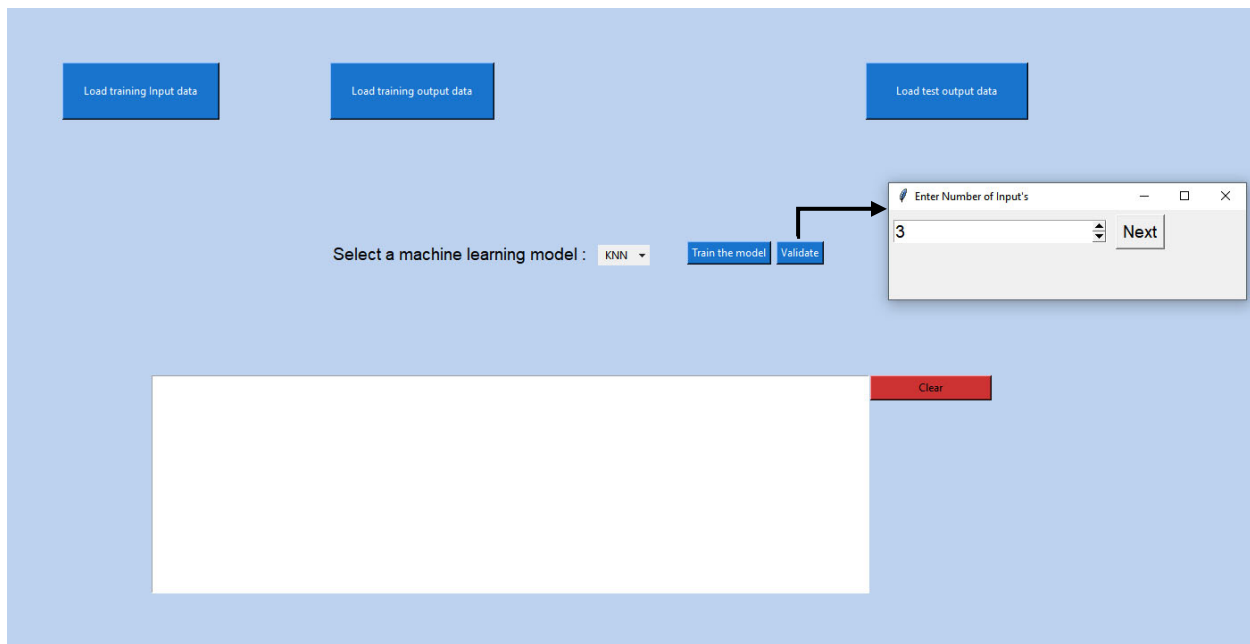 Load training Input data
Load training output data
Load test output data
Enter Number of Input's
3
Next
Select a machine learning model :
KNN
Train the model
Validate
Clear